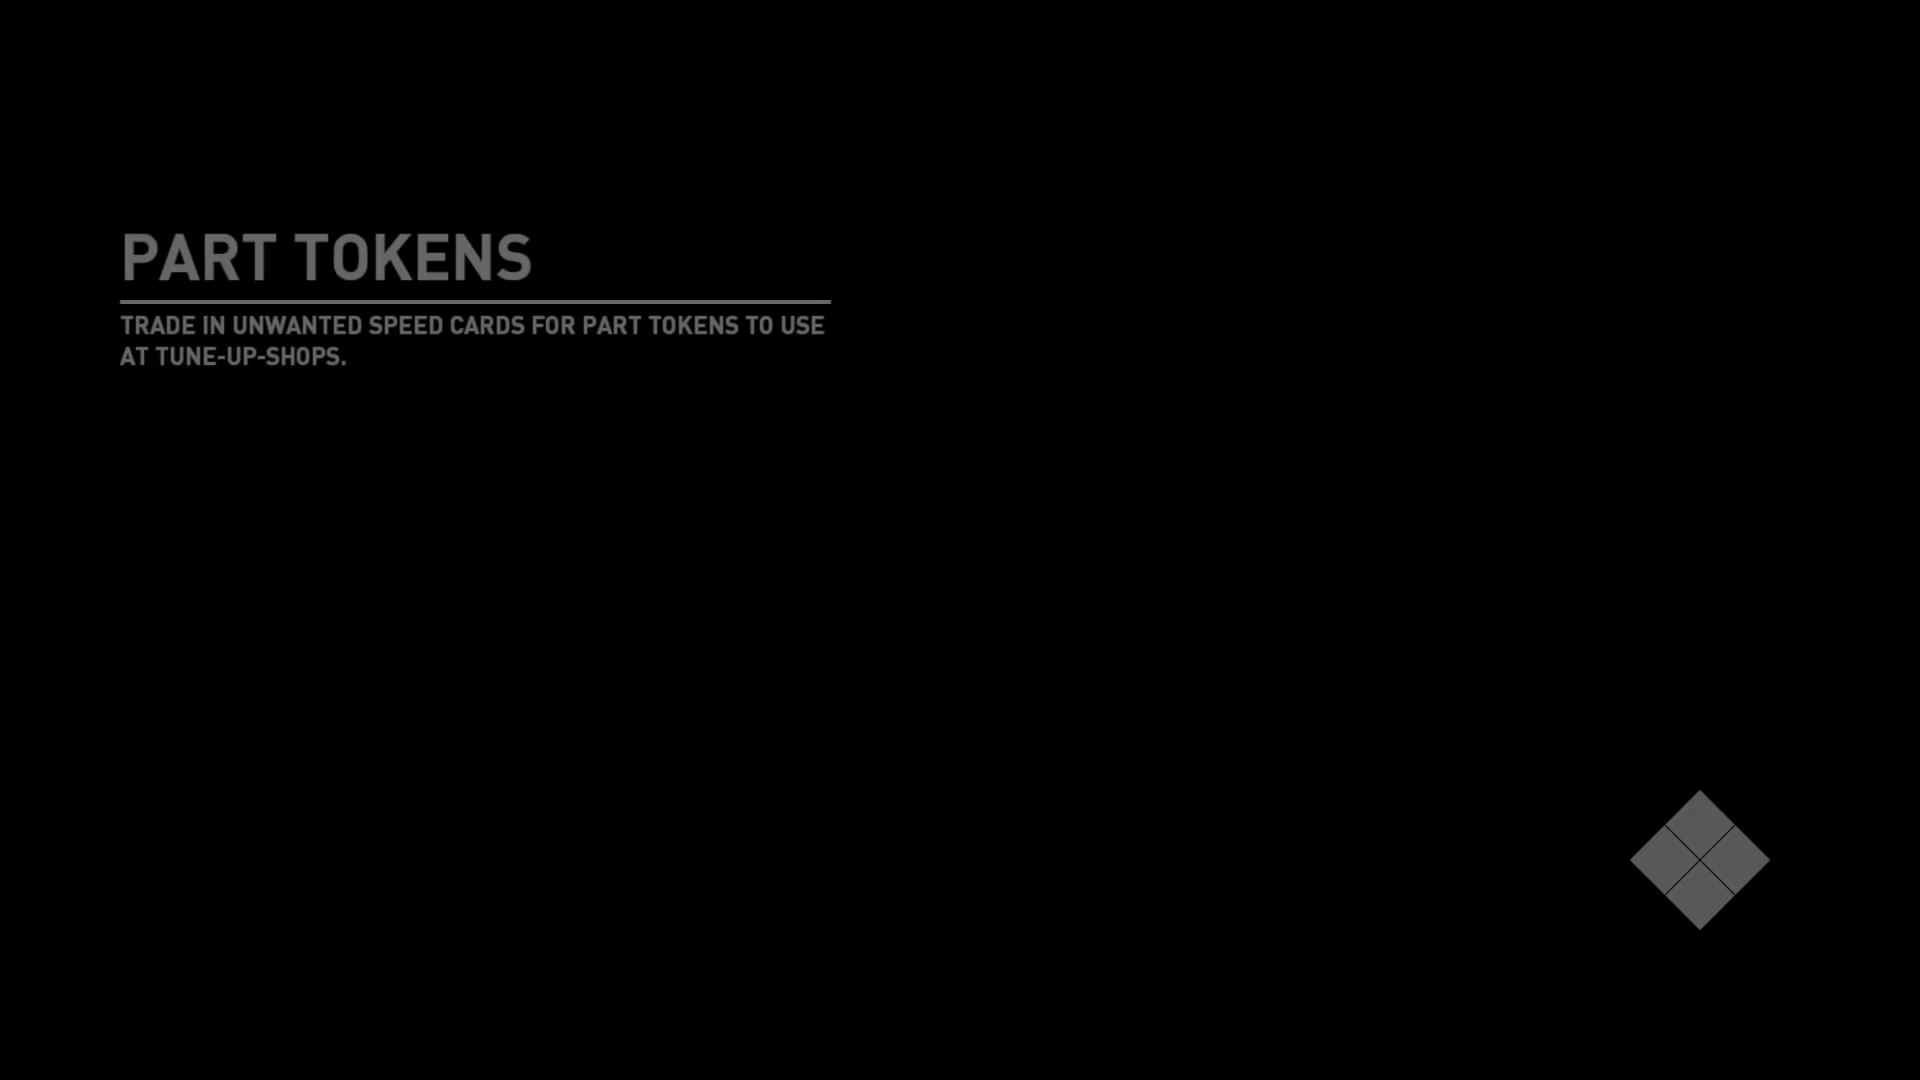 PART TOKENS
TRADE IN UNWANTED SPEED CARDS FOR PART TOKENS TO USE
AT TUNE-UP-SHOPS.